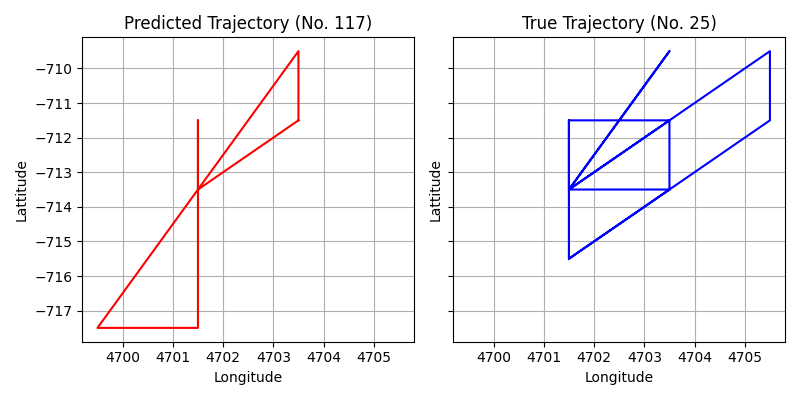 Predicted Trajectory (No. 117)
True Trajectory (No. 25)
−710
−711
−712
−713
−714
−715
−716
−717
Lattitude
Lattitude
4700 4701 4702 4703 4704 4705
4700 4701 4702 4703 4704 4705
Longitude
Longitude